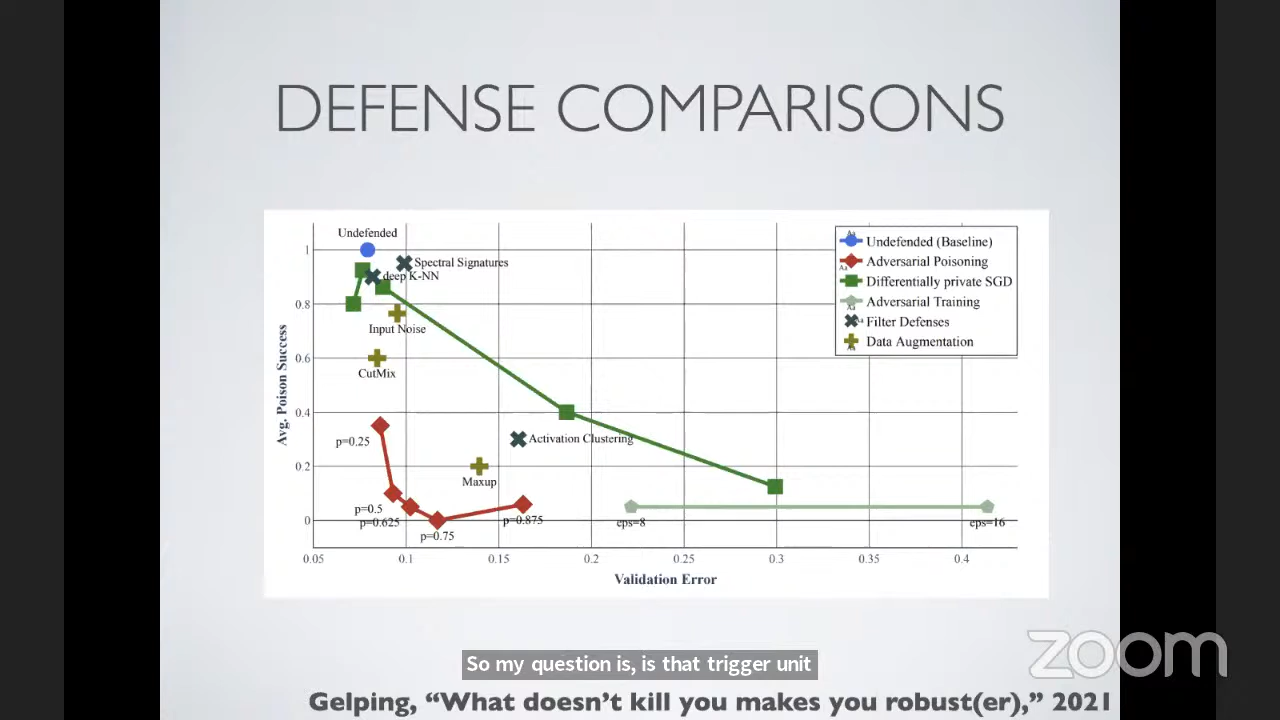 DEFENSE COMPARISONS
Undefended
Spectral Signatures
deep K-NN
Input Noise
CutMix
Activation Clustering
Maxup
p=0.25
p=0.5
p=0.625
p=0.75
p=0.875
eps=8
eps=16
Undefended (Baseline)
Adversarial Poisoning
Differentially private SGD
Adversarial Training
Filter Defenses
Data Augmentation
Avg. Poison Success
1
0.8
0.6
0.4
0.2
0
0.05 0.1 0.15 0.2 0.25 0.3 0.35 0.4
Validation Error
So my question is, is that trigger unit
zoom
Gelping, “What doesn’t kill you makes you robust(er),” 2021